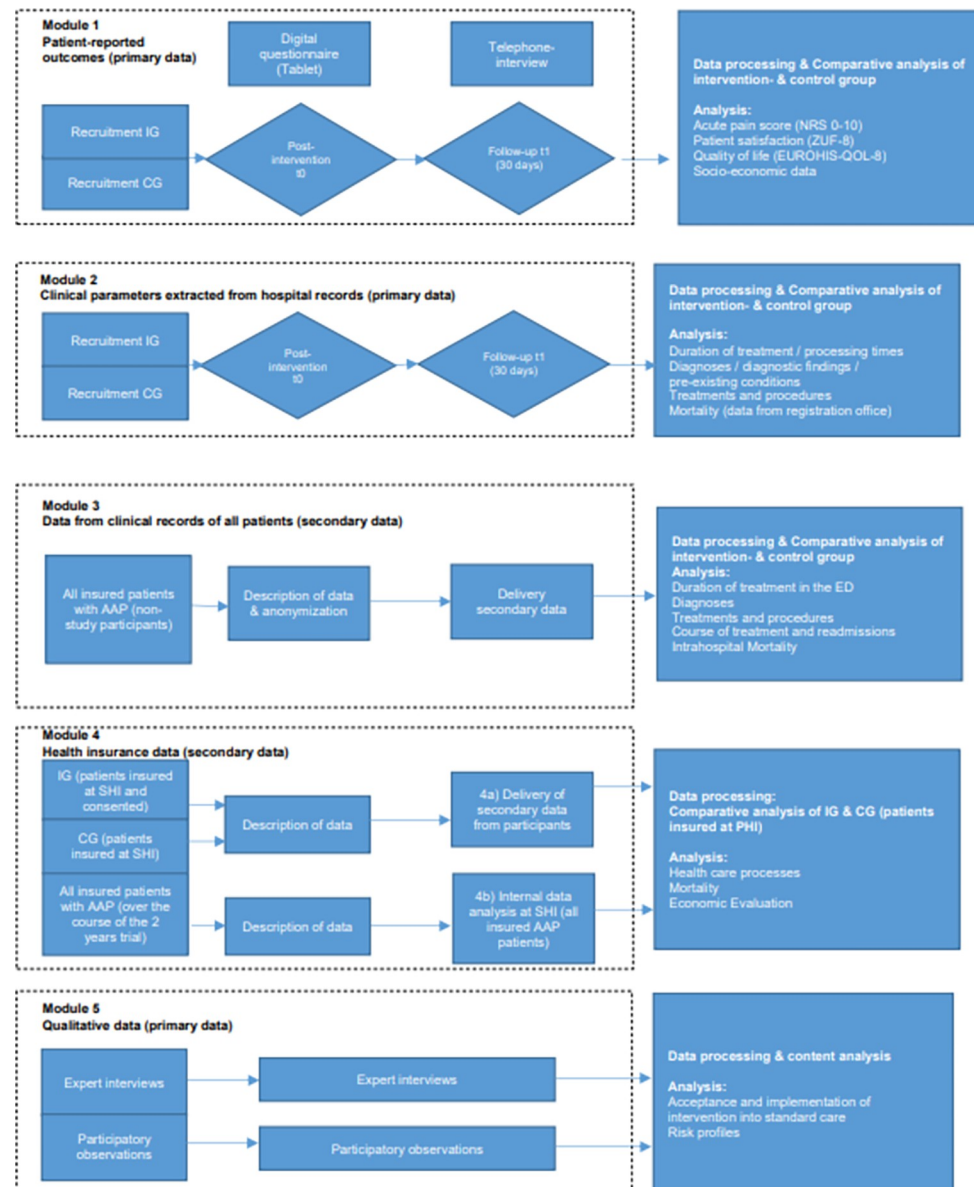 Module 1
Patient-reported
outcomes (primary data)
Digital
questionnaire
(Tablet)
Telephone-
interview
Recruitment IG
Recruitment CG
Post-
intervention
t0
Follow-up t1
(30 days)
Data processing & Comparative analysis of
intervention- & control group
Analysis:
Acute pain score (NRS 0-10)
Patient satisfaction (ZUF-8)
Quality of life (EUROHIS-QOL-8)
Socio-economic data
Module 2
Clinical parameters extracted from hospital records (primary data)
Recruitment IG
Recruitment CG
Post-
intervention
t0
Follow-up t1
(30 days)
Data processing & Comparative analysis of
intervention- & control group
Analysis:
Duration of treatment / processing times
Diagnoses / diagnostic findings /
pre-existing conditions
Treatments and procedures
Mortality (data from registration office)
Module 3
Data from clinical records of all patients (secondary data)
All insured patients
with AAP (non-
study participants)
Description of data
& anonymization
Delivery
secondary data
Data processing & Comparative analysis of
intervention- & control group
Analysis:
Duration of treatment in the ED
Diagnoses
Treatments and procedures
Course of treatment and readmissions
Intrahospital Mortality
Module 4
Health insurance data (secondary data)
IG (patients insured
at SHI and
consented)
CG (patients
insured at SHI)
All insured patients
with AAP (over the
course of the 2
years trial)
Description of data
Description of data
4a) Delivery of
secondary data
from participants
4b) Internal data
analysis at SHI (all
insured AAP
patients)
Data processing:
Comparative analysis of IG & CG (patients
insured at PHI)
Analysis:
Health care processes
Mortality
Economic Evaluation
Module 5
Qualitative data (primary data)
Expert interviews
Participatory
observations
Expert interviews
Participatory observations
Data processing & content analysis
Analysis:
Acceptance and implementation of
intervention into standard care
Risk profiles